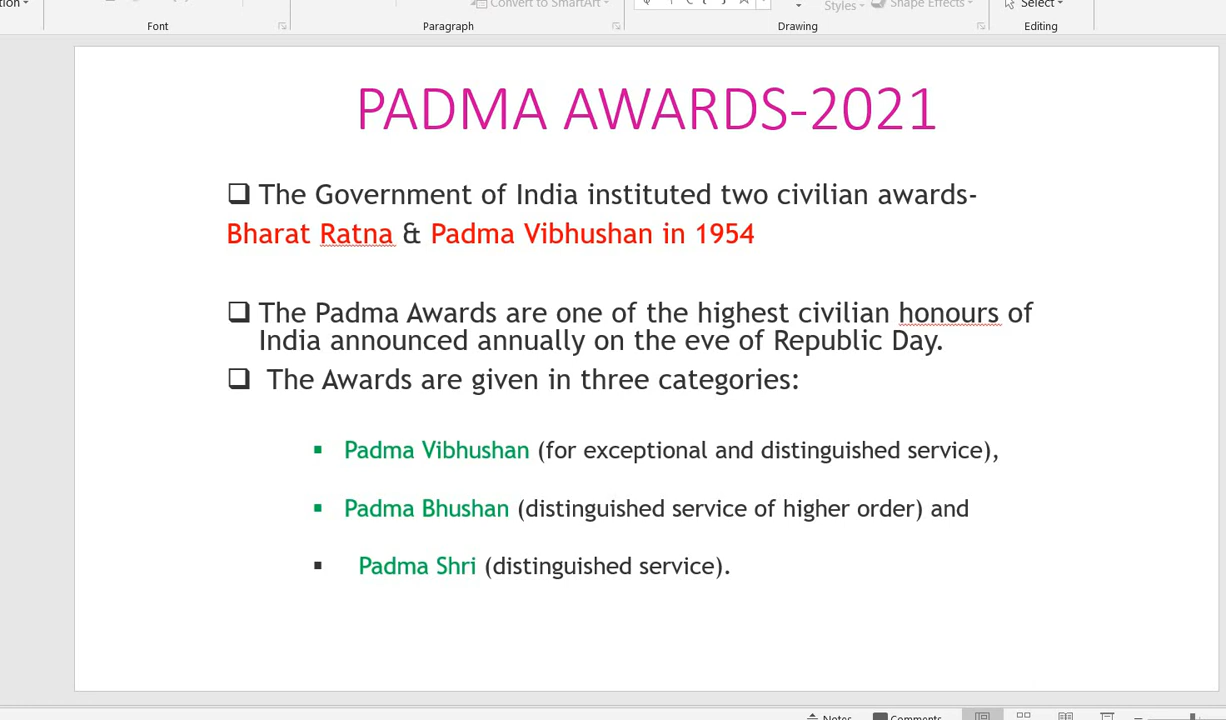 Convert to SmartArt
Styles
Shape Effects
Select
Font
Paragraph
Drawing
Editing
PADMA AWARDS-2021
The Government of India instituted two civilian awards-
Bharat Ratna & Padma Vibhushan in 1954
The Padma Awards are one of the highest civilian honours of
India announced annually on the eve of Republic Day.
The Awards are given in three categories:
Padma Vibhushan (for exceptional and distinguished service),
Padma Bhushan (distinguished service of higher order) and
Padma Shri (distinguished service).
Notes
Comments